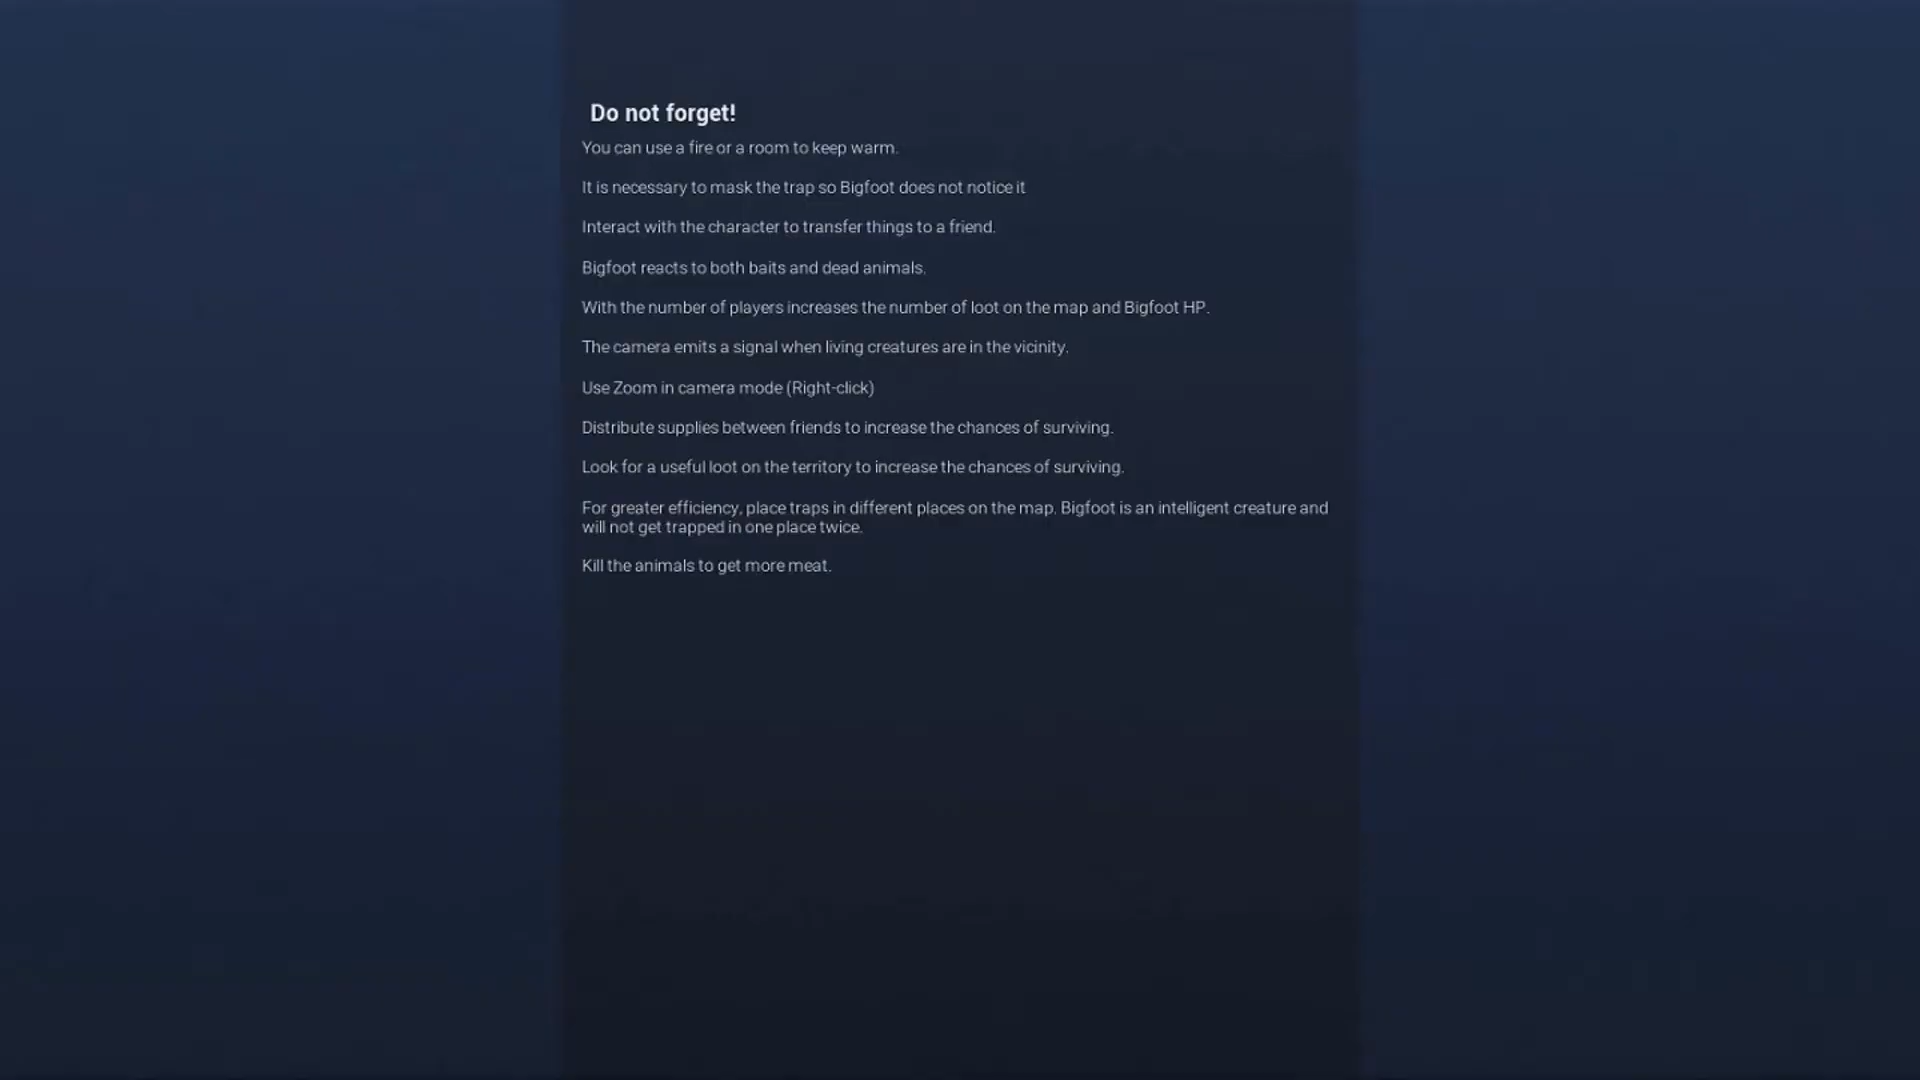 Do not forget!
You can use a fire or a room to keep warm.
It is necessary to mask the trap so Bigfoot does not notice it
Interact with the character to transfer things to a friend.
Bigfoot reacts to both baits and dead animals.
With the number of players increases the number of loot on the map and Bigfoot HP.
The camera emits a signal when living creatures are in the vicinity.
Use Zoom in camera mode (Right-click)
Distribute supplies between friends to increase the chances of surviving.
Look for a useful loot on the territory to increase the chances of surviving.
For greater efficiency, place traps in different places on the map. Bigfoot is an intelligent creature and
will not get trapped in one place twice.
Kill the animals to get more meat.